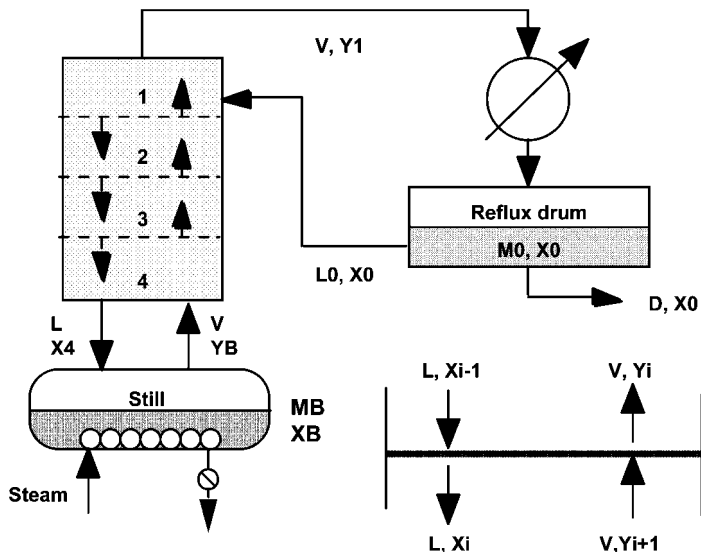 V, Y1
1
2
3
4
Reflux drum
M0, X0
L0, X0
D, X0
L
X4
V
YB
Still
MB
XB
Steam
L, Xi-1
V, Yi
L, Xi
V,Yi+1